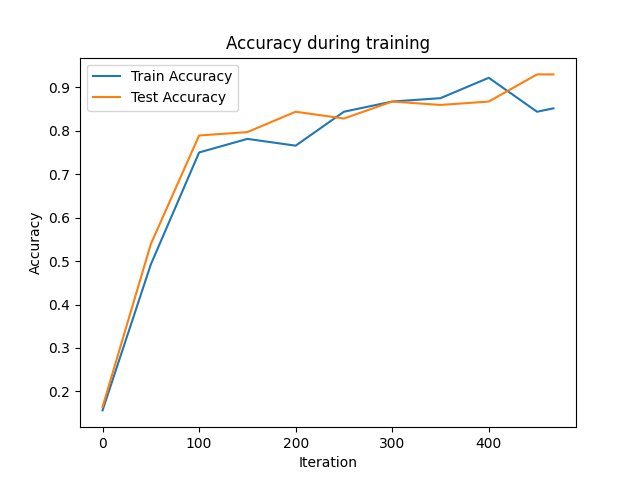 Accuracy during training
Train Accuracy
Test Accuracy
Accuracy
0.9
0.8
0.7
0.6
0.5
0.4
0.3
0.2
0 100 200 300 400
Iteration